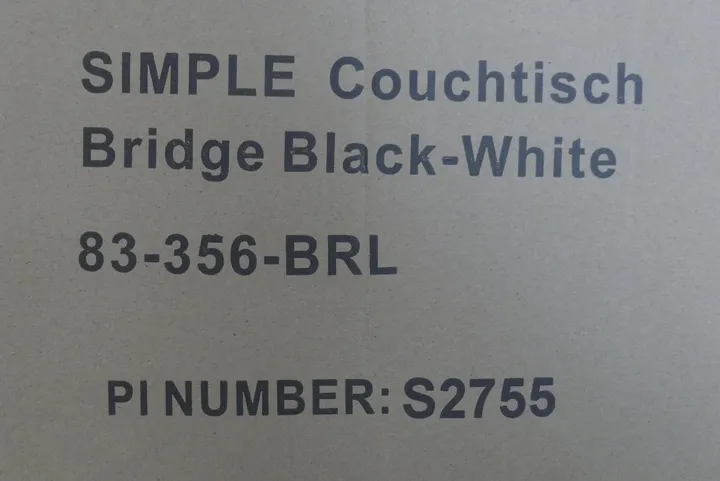 SIMPLE Couchtisch
Bridge Black-White
83-356-BRL
PI NUMBER: S2755